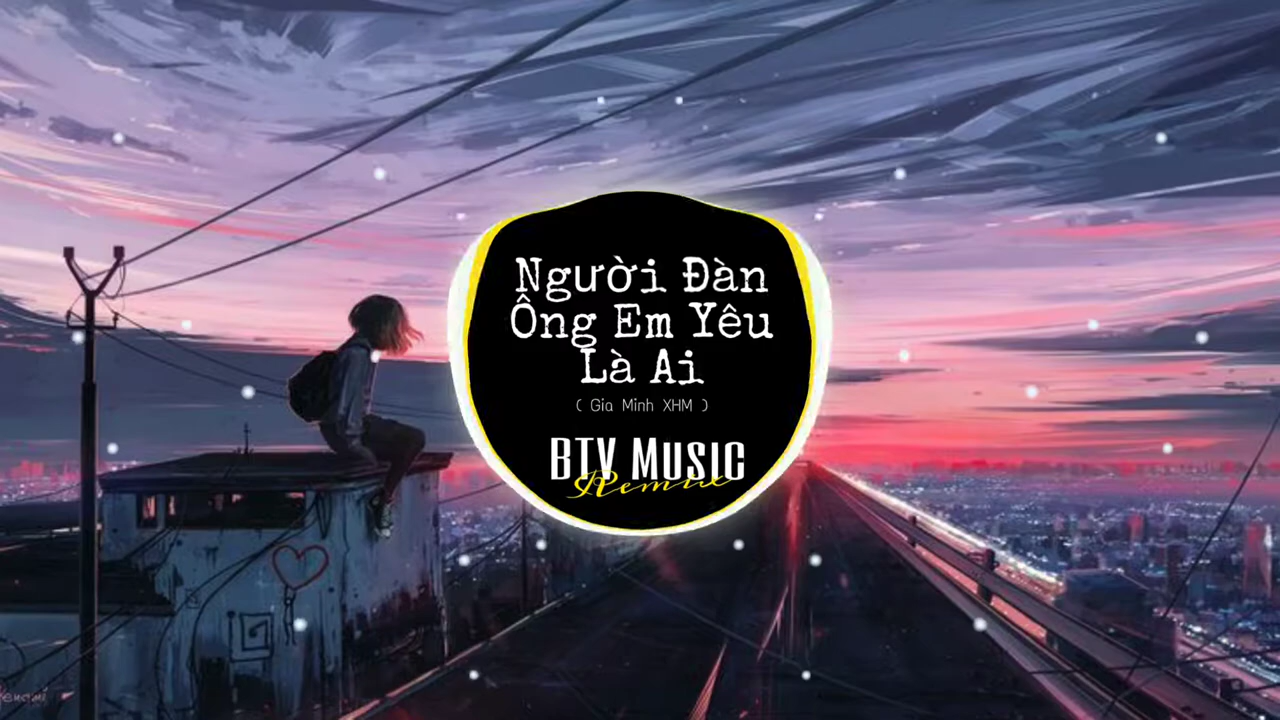 Người Đàn
Ông Em Yêu
Là Ai
( Gia Minh XHM )
BTV Music
Remix